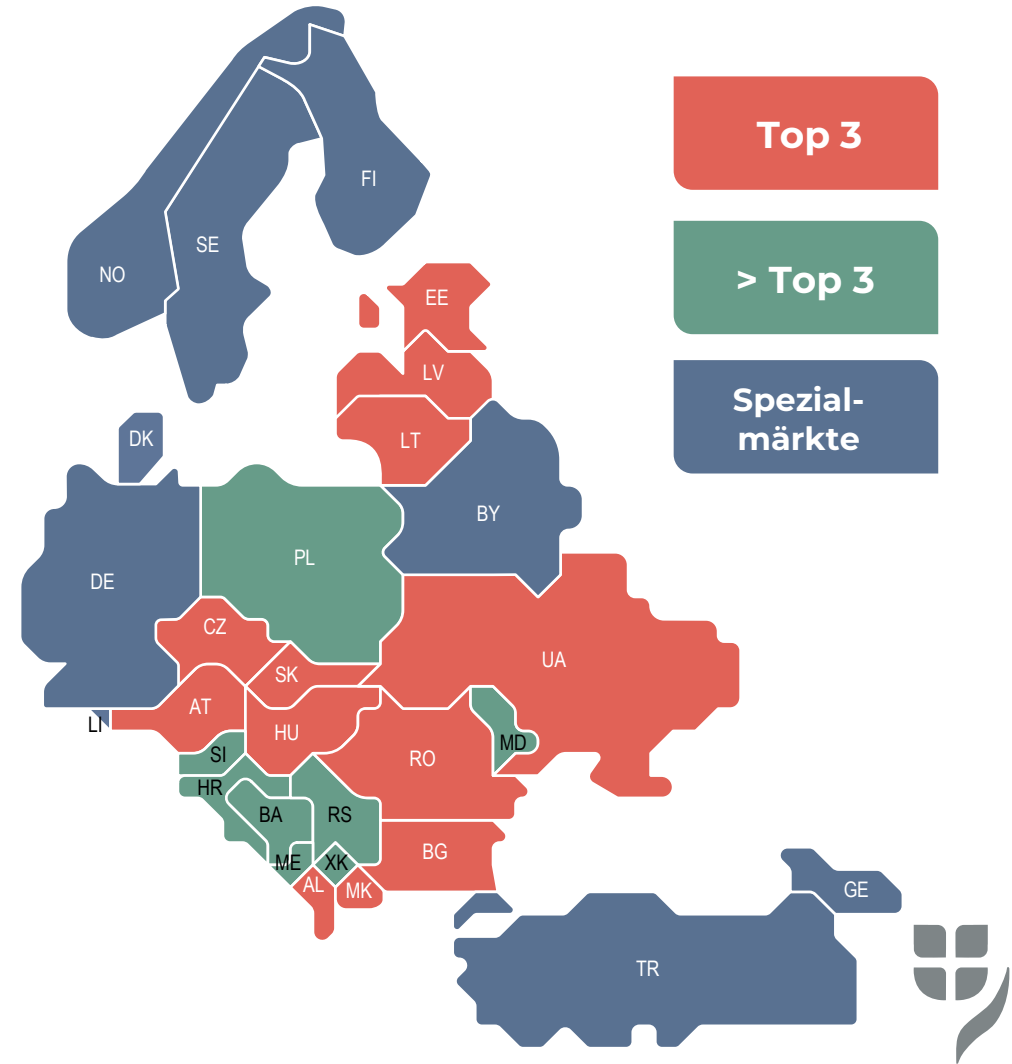 Top 3
> Top 3
Spezial-
märkte
FI
SE
NO
EE
LV
LT
DK
BY
PL
DE
CZ
UA
SK
AT
LI
HU
MD
SI
RO
HR
BA
RS
BG
ME
XK
AL
MK
GE
TR